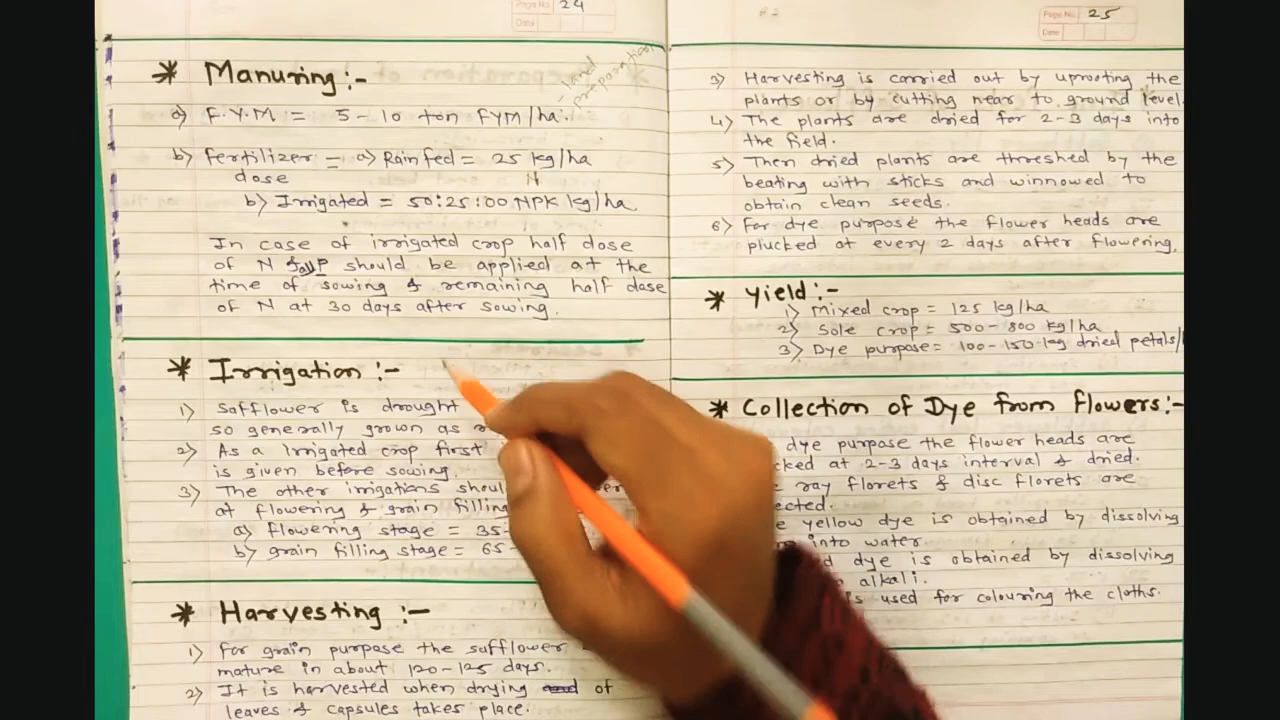 Page No. 24
Date
* Manuring :-
- land
preparation
a) F.Y.M = 5-10 ton FYM/ha.
b) fertilizer = a) Rainfed = 25 kg/ha
dose N
b) Irrigated = 50:25:00 NPK kg/ha
In case of irrigated crop half dose
of N & all P should be applied at the
time of sowing & remaining half dose
of N at 30 days after sowing.
* Irrigation :-
1) Safflower is drought
so generally grown as
2) As a irrigated crop first
is given before sowing.
3) The other irrigations
at flowering & grain filling
a) flowering stage = 35-
b) grain filling stage = 65-
* Harvesting :-
1) For grain purpose the safflower
mature in about 120-125 days.
2) It is harvested when drying of
leaves & capsules takes place.
Page No. 25
Date
3) Harvesting is carried out by uprooting the
plants or by cutting near to ground level.
4) The plants are dried for 2-3 days into
the field.
5) Then dried plants are threshed by the
beating with sticks and winnowed to
obtain clean seeds.
6) For dye purpose the flower heads are
plucked at every 2 days after flowering.
* Yield :-
1) Mixed crop = 125 kg/ha
2) Sole crop = 500-800 kg/ha
3) Dye purpose = 100-150 kg dried petals/
* Collection of Dye from flowers :-
dye purpose the flower heads are
cked at 2-3 days interval & dried.
ray florets & disc florets are
ected.
yellow dye is obtained by dissolving
into water
d dye is obtained by dissolving
alkali.
is used for colouring the cloths.